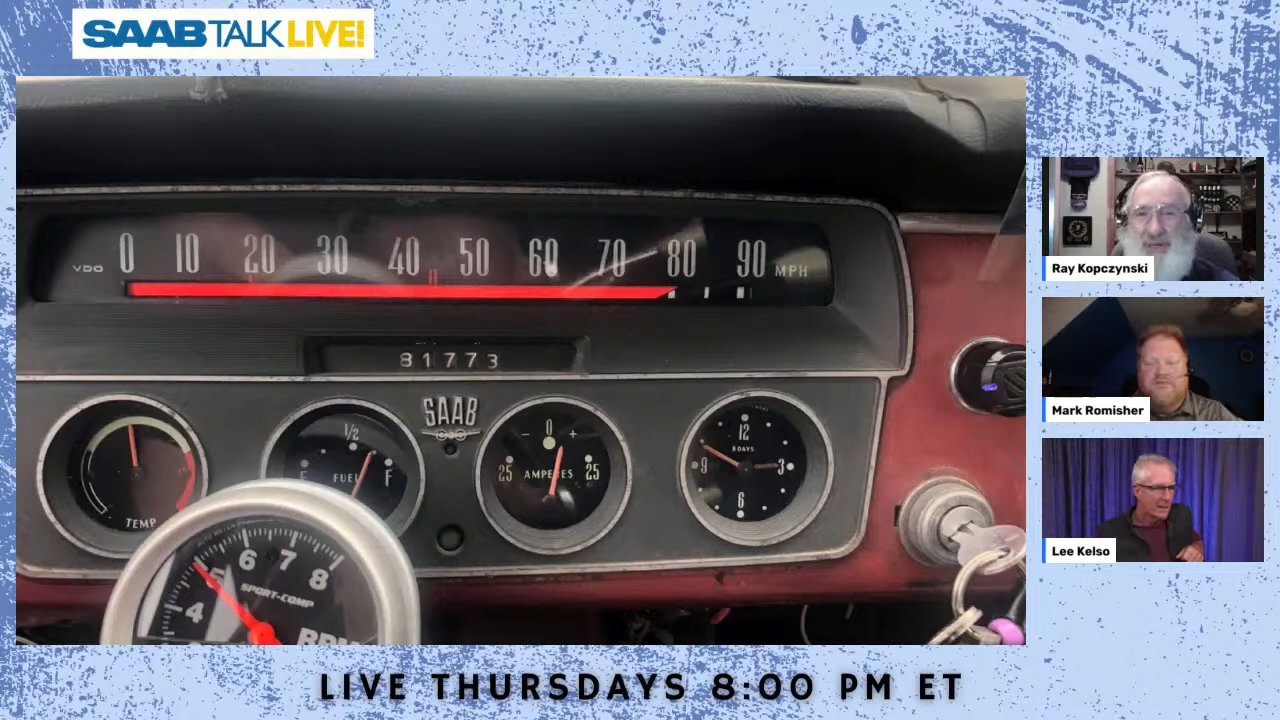 SAAB TALK LIVE!
0 10 20 30 40 50 60 70 80 90 MPH
VDO
81773
SAAB
1/2
FUEL
F
TEMP
- 0 +
25 AMPERES 25
12
8 DAYS
9 3
6
4 5 6 7 8
SPORT-COMP
RPM
Ray Kopczynski
Mark Romisher
Lee Kelso
LIVE THURSDAYS 8:00 PM ET